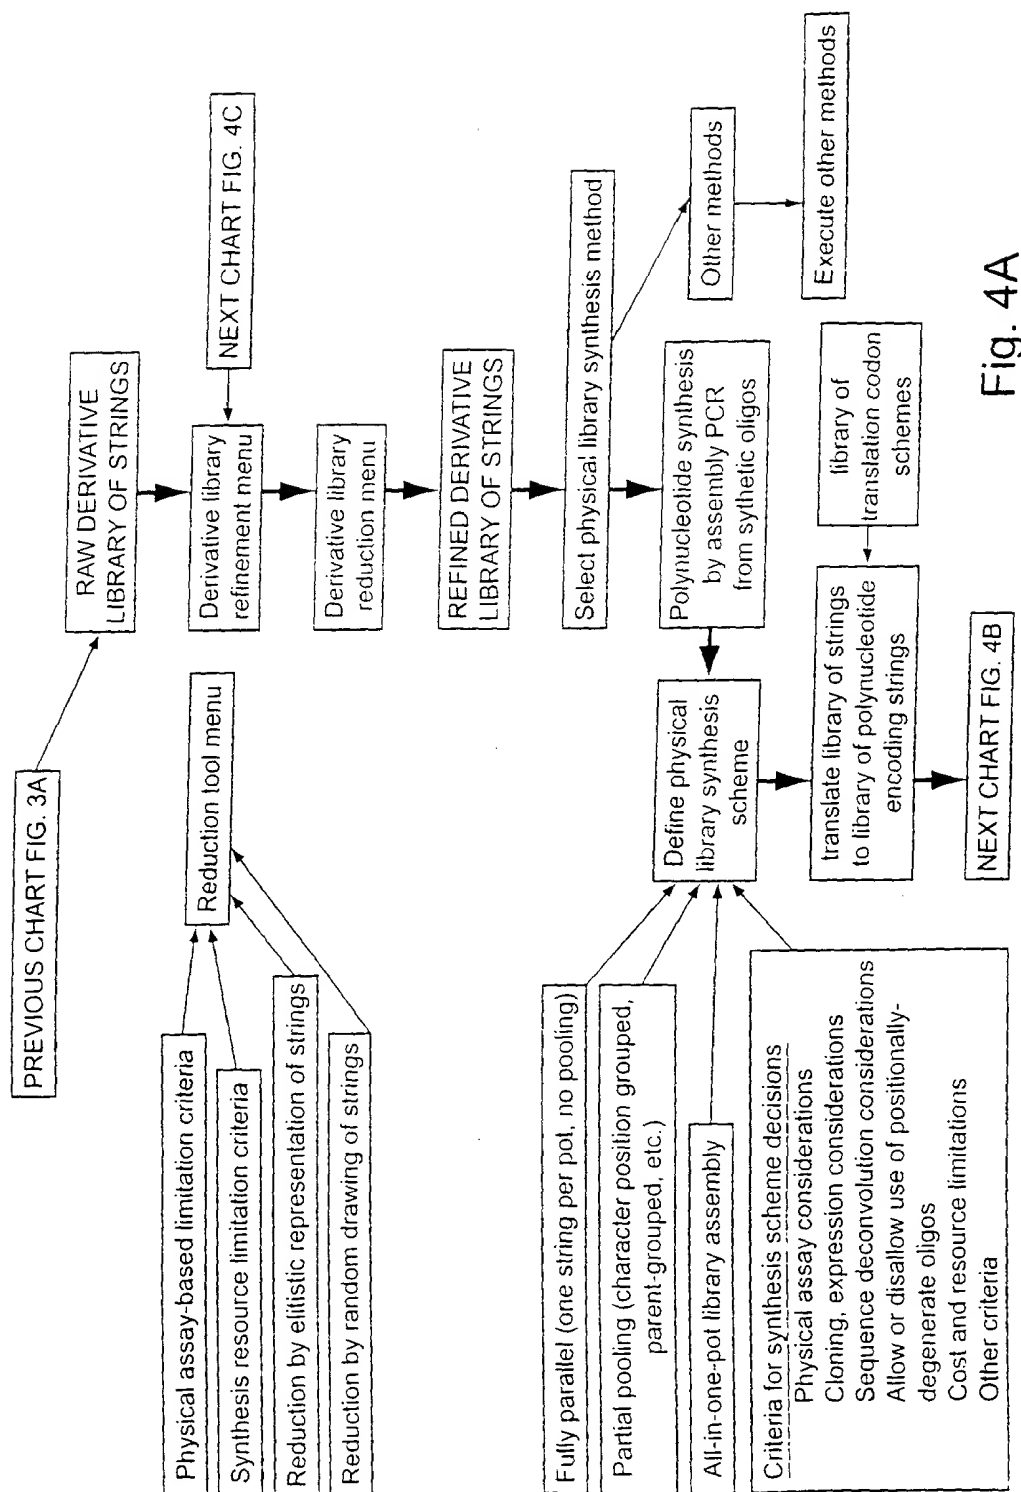 PREVIOUS CHART FIG. 3A
RAW DERIVATIVE
LIBRARY OF STRINGS
NEXT CHART FIG. 4C
Derivative library
refinement menu
Derivative library
reduction menu
REFINED DERIVATIVE
LIBRARY OF STRINGS
Physical assay-based limitation criteria
Synthesis resource limitation criteria
Reduction by elitistic representation of strings
Reduction by random drawing of strings
Reduction tool menu
Select physical library synthesis method
Other methods
Execute other methods
Polynucleotide synthesis
by assembly PCR
from sythetic oligos
Fully parallel (one string per pot, no pooling)
Partial pooling (character position grouped,
parent-grouped, etc.)
All-in-one-pot library assembly
Criteria for synthesis scheme decisions
Physical assay considerations
Cloning, expression considerations
Sequence deconvolution considerations
Allow or disallow use of positionally-
degenerate oligos
Cost and resource limitations
Other criteria
Define physical
library synthesis
scheme
translate library of strings
to library of polynucleotide
encoding strings
library of
translation codon
schemes
NEXT CHART FIG. 4B
Fig. 4A